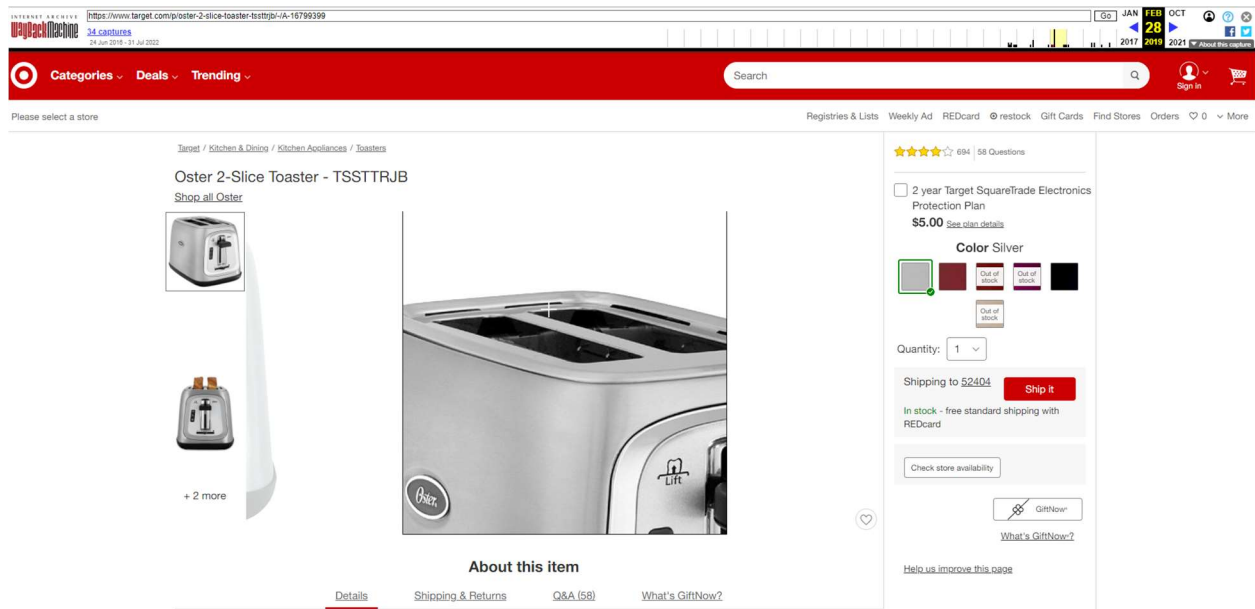 INTERNET ARCHIVE
WayBackMachine
https://www.target.com/p/oster-2-slice-toaster-tssttrjb/-/A-16799399
Go
JAN FEB OCT
34 captures
28
24 Jun 2016 - 31 Jul 2022
2017 2019 2021
About this capture
Categories
Deals
Trending
Search
Sign in
Please select a store
Registries & Lists
Weekly Ad
REDcard
restock
Gift Cards
Find Stores
Orders
0
More
Target / Kitchen & Dining / Kitchen Appliances / Toasters
Oster 2-Slice Toaster - TSSTTRJB
Shop all Oster
+ 2 more
Oster
Lift
694 58 Questions
2 year Target SquareTrade Electronics
Protection Plan
$5.00 See plan details
Color Silver
Out of
stock
Out of
stock
Out of
stock
Quantity: 1
Shipping to 52404
Ship it
In stock - free standard shipping with
REDcard
Check store availability
GiftNow®
What's GiftNow®?
Help us improve this page
About this item
Details
Shipping & Returns
Q&A (58)
What's GiftNow?